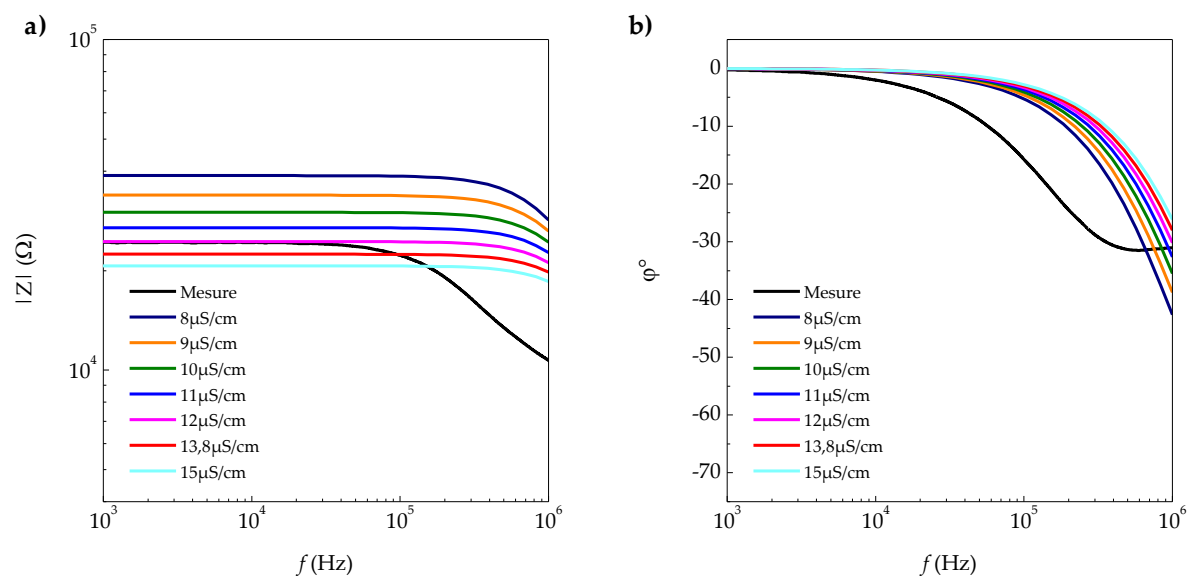 a)
10⁵
10⁴
|Z| (Ω)
Mesure
8µS/cm
9µS/cm
10µS/cm
11µS/cm
12µS/cm
13,8µS/cm
15µS/cm
10³ 10⁴ 10⁵ 10⁶
f (Hz)
b)
0
-10
-20
-30
-40
-50
-60
-70
φ°
Mesure
8µS/cm
9µS/cm
10µS/cm
11µS/cm
12µS/cm
13,8µS/cm
15µS/cm
10³ 10⁴ 10⁵ 10⁶
f (Hz)